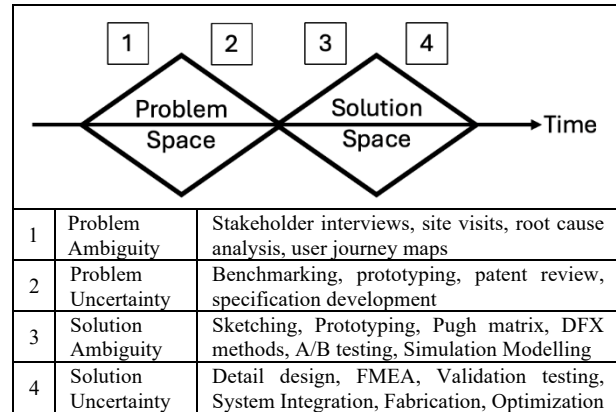 1 2 3 4
Problem Solution
Time
Space Space
1 Problem Ambiguity Stakeholder interviews, site visits, root cause
analysis, user journey maps
2 Problem Uncertainty Benchmarking, prototyping, patent review,
specification development
3 Solution Ambiguity Sketching, Prototyping, Pugh matrix, DFX
methods, A/B testing, Simulation Modelling
4 Solution Uncertainty Detail design, FMEA, Validation testing,
System Integration, Fabrication, Optimization